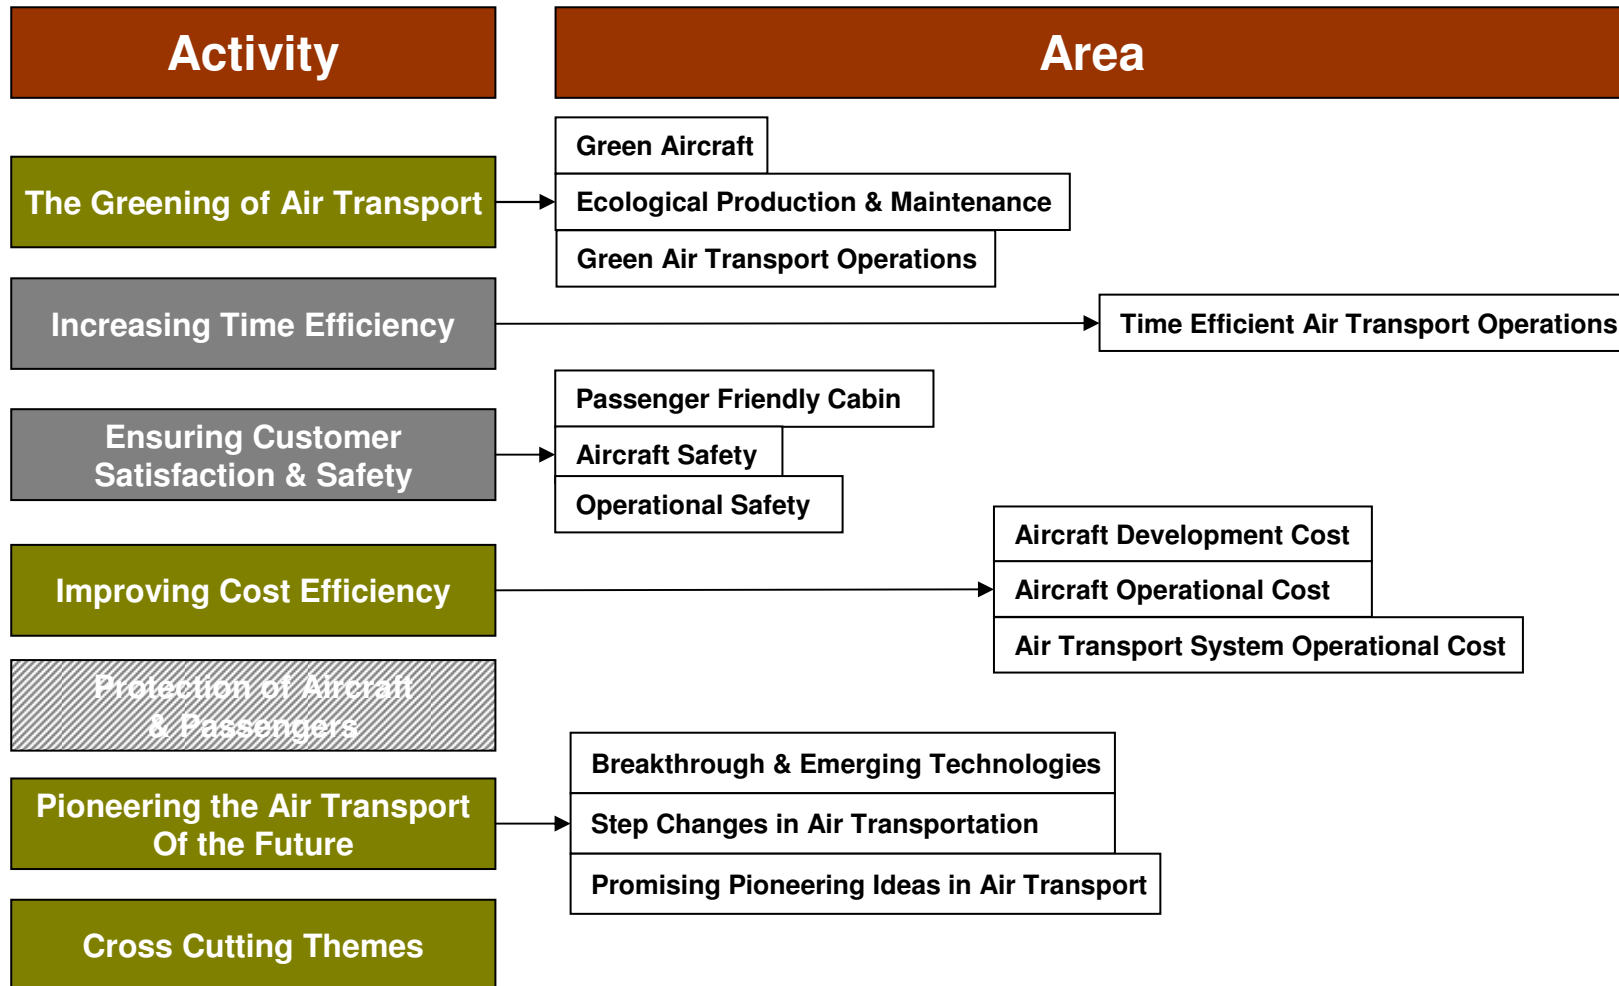 Activity
Area
Green Aircraft
The Greening of Air Transport
Ecological Production & Maintenance
Green Air Transport Operations
Increasing Time Efficiency
Time Efficient Air Transport Operations
Passenger Friendly Cabin
Ensuring Customer
Satisfaction & Safety
Aircraft Safety
Operational Safety
Aircraft Development Cost
Improving Cost Efficiency
Aircraft Operational Cost
Air Transport System Operational Cost
Protection of Aircraft
& Passengers
Breakthrough & Emerging Technologies
Pioneering the Air Transport
Of the Future
Step Changes in Air Transportation
Promising Pioneering Ideas in Air Transport
Cross Cutting Themes